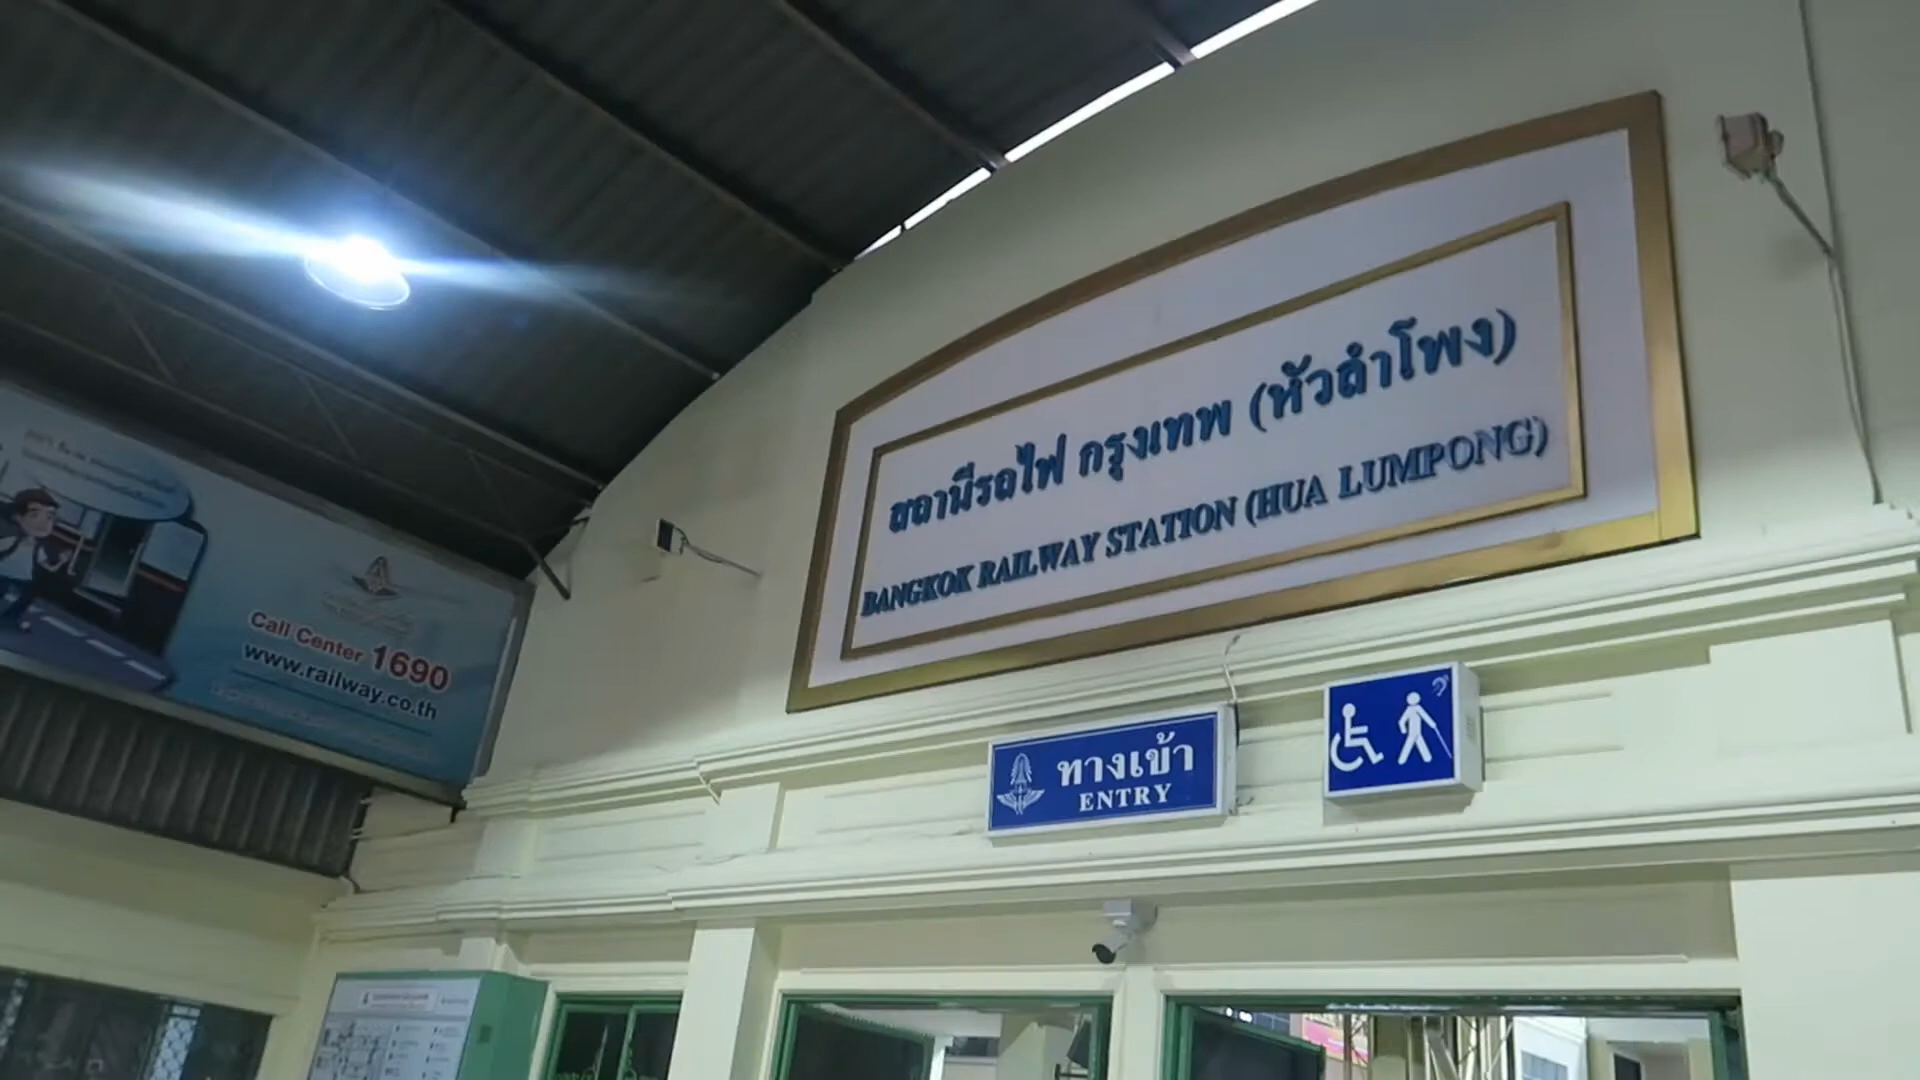 สถานีรถไฟ กรุงเทพ (หัวลำโพง)
BANGKOK RAILWAY STATION (HUA LUMPONG)
ทางเข้า
ENTRY
Call Center 1690
www.railway.co.th